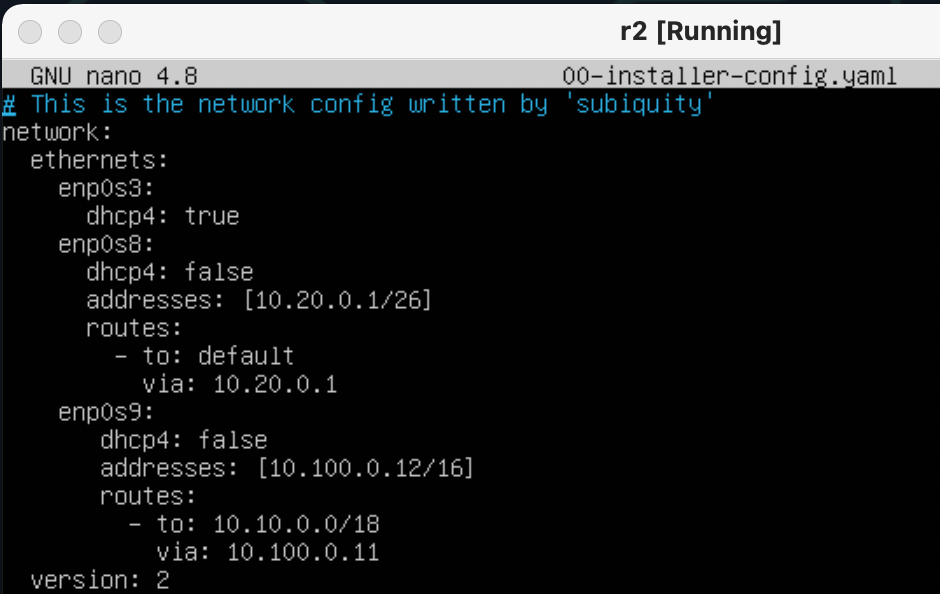 r2 [Running]
GNU nano 4.8 00-installer-config.yaml
# This is the network config written by 'subiquity'
network:
  ethernets:
    enp0s3:
      dhcp4: true
    enp0s8:
      dhcp4: false
      addresses: [10.20.0.1/26]
      routes:
        - to: default
          via: 10.20.0.1
    enp0s9:
       dhcp4: false
       addresses: [10.100.0.12/16]
       routes:
         - to: 10.10.0.0/18
           via: 10.100.0.11
  version: 2